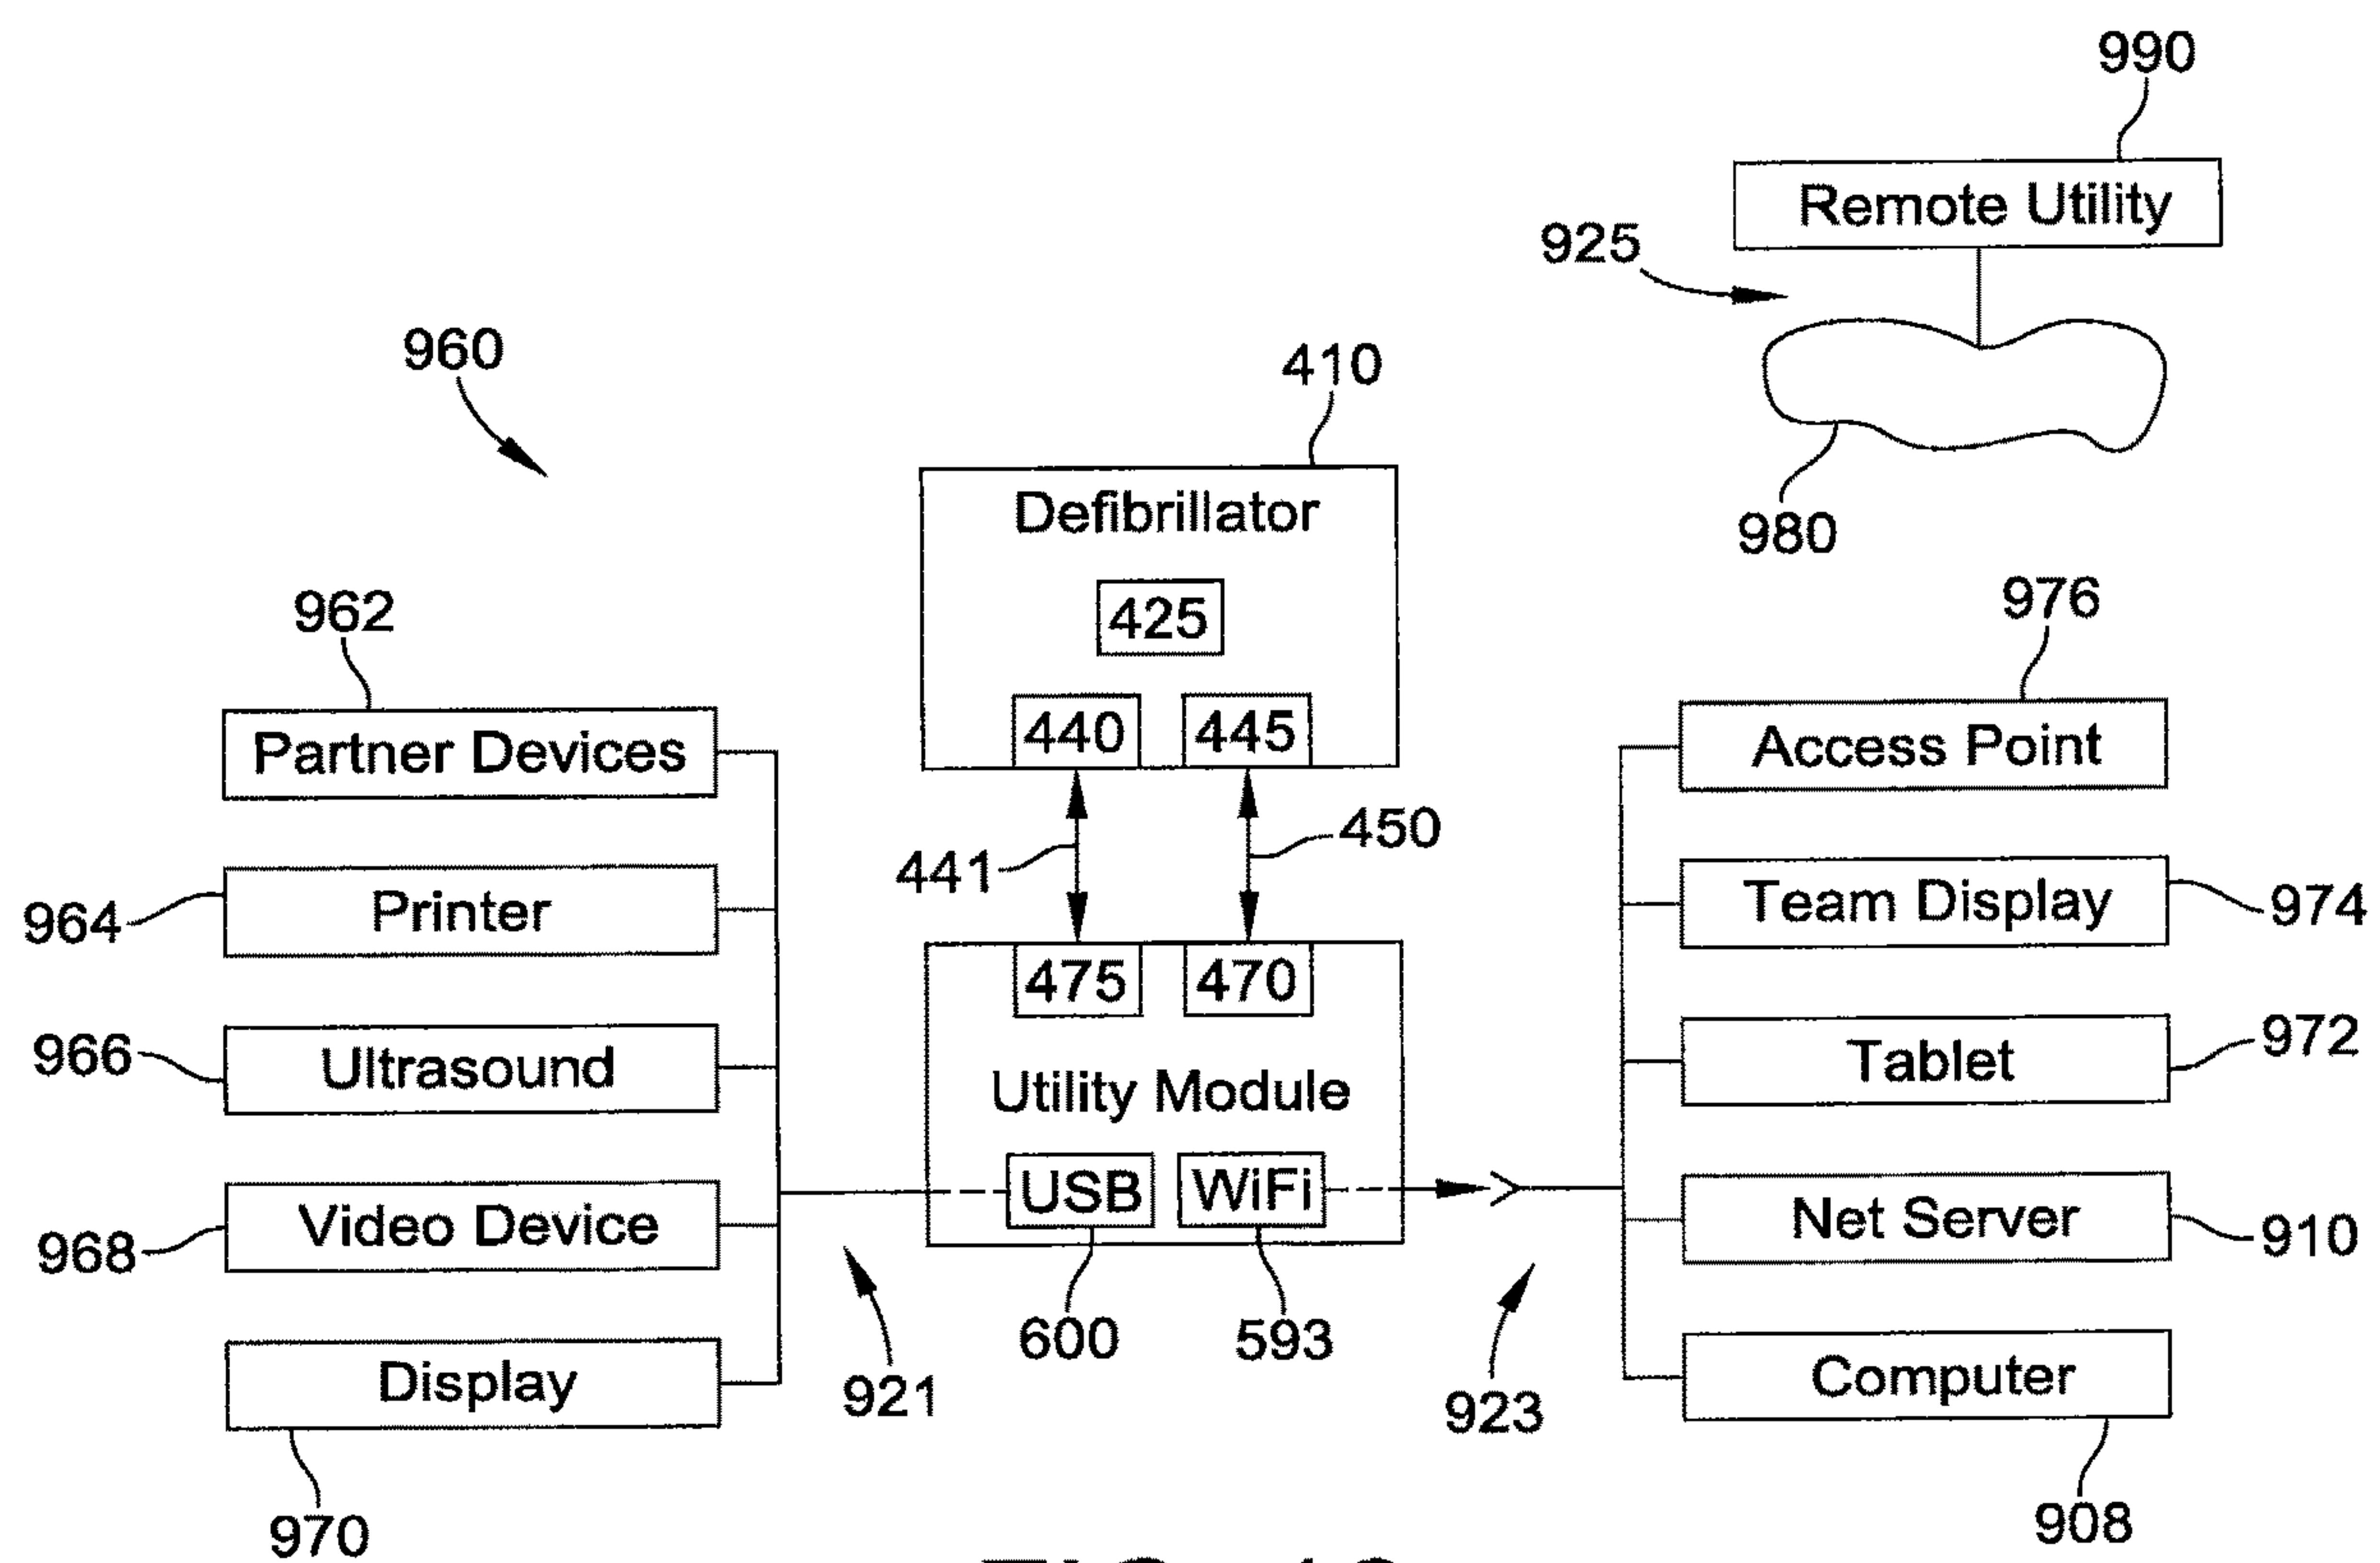 990
Remote Utility
925
960
410
980
Defibrillator
425
962
976
440 445
Partner Devices
Access Point
441
450
964
Printer
Team Display
974
475 470
966
Ultrasound
Utility Module
Tablet
972
USB WiFi
968
Video Device
Net Server
910
600
593
Display
921
923
Computer
970
908